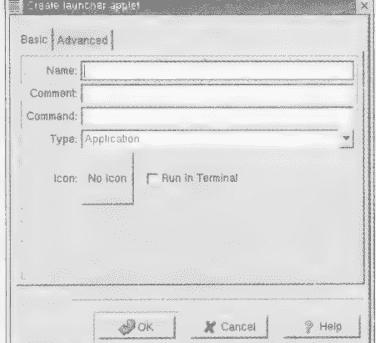 Create launcher applet
Basic Advanced
Name:
Comment:
Command:
Type: Application
Icon: No Icon Run in Terminal
OK Cancel Help